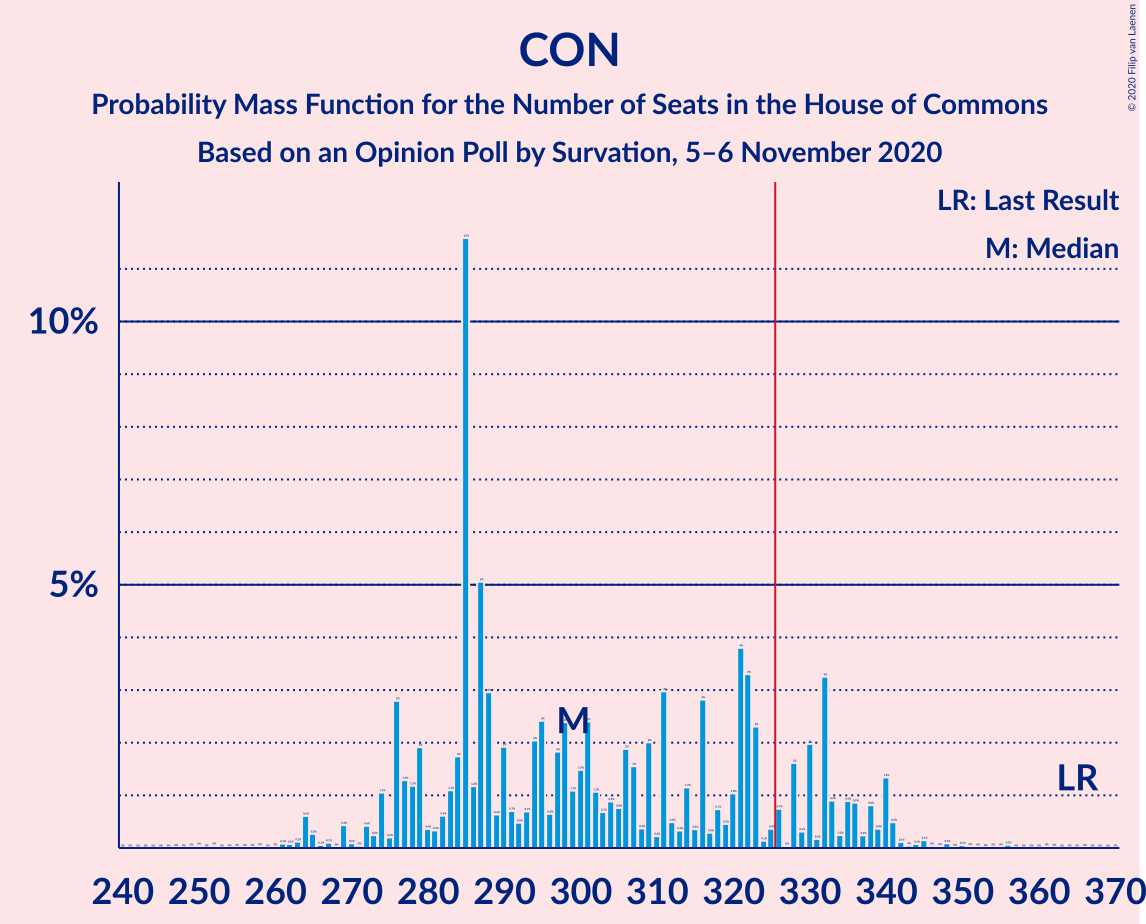 CON
Probability Mass Function for the Number of Seats in the House of Commons
Based on an Opinion Poll by Survation, 5–6 November 2020
© 2020 Filip van Laenen
LR: Last Result
M: Median
10%
5%
M
LR
240 250 260 270 280 290 300 310 320 330 340 350 360 370